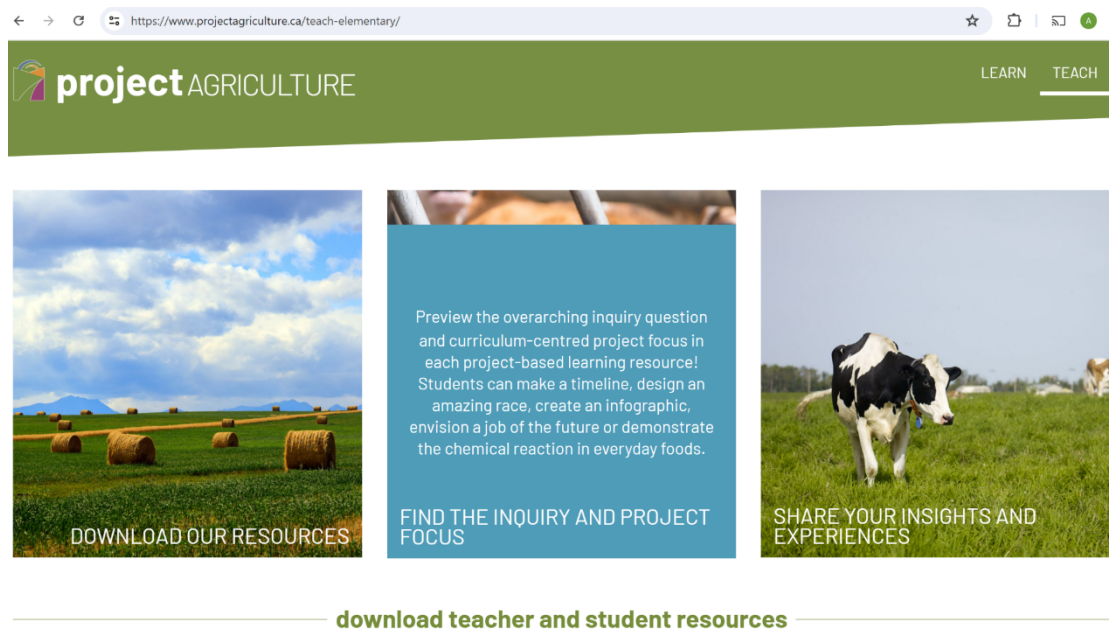 https://www.projectagriculture.ca/teach-elementary/
A
project AGRICULTURE
LEARN
TEACH
DOWNLOAD OUR RESOURCES
Preview the overarching inquiry question
and curriculum-centred project focus in
each project-based learning resource!
Students can make a timeline, design an
amazing race, create an infographic,
envision a job of the future or demonstrate
the chemical reaction in everyday foods.
FIND THE INQUIRY AND PROJECT
FOCUS
SHARE YOUR INSIGHTS AND
EXPERIENCES
download teacher and student resources